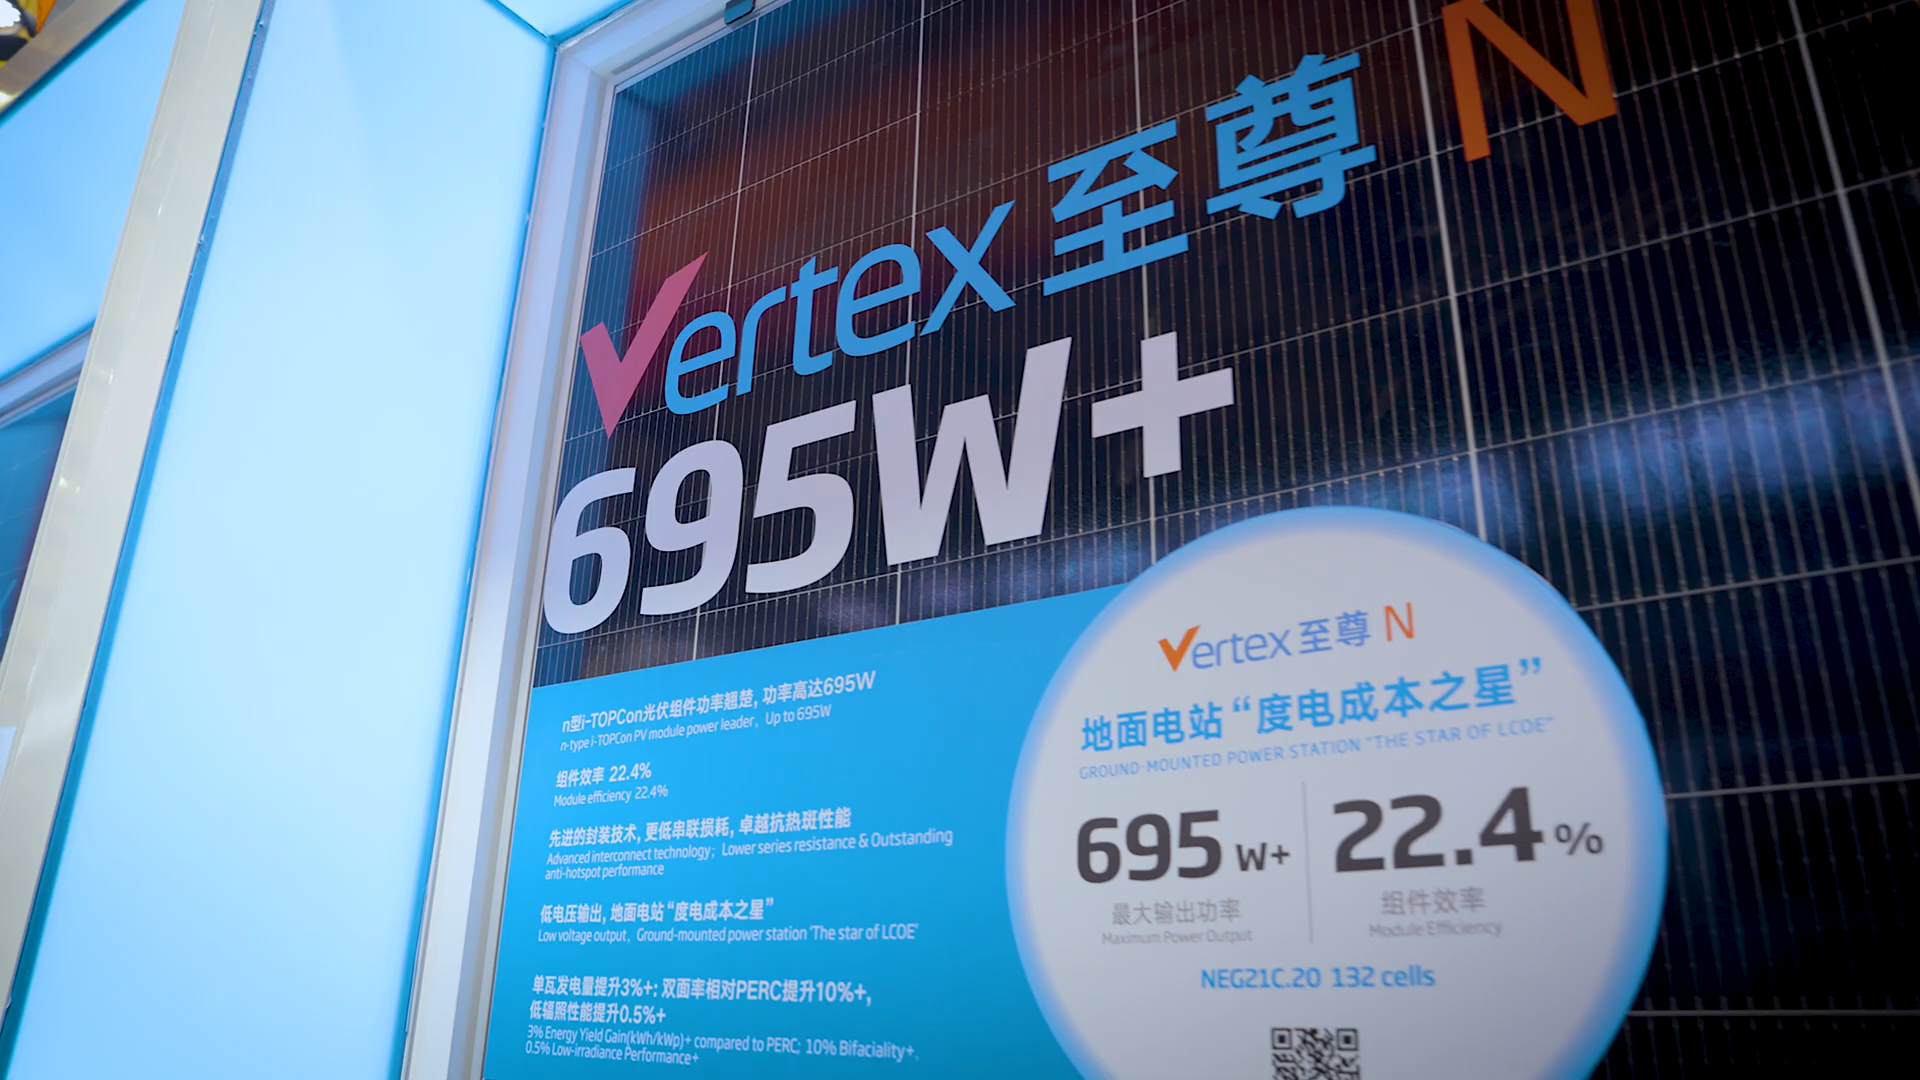 Vertex 至尊 N
695W+
n型i-TOPCon光伏组件功率翘楚, 功率高达695W
n-type i-TOPCon PV module power leader, Up to 695W
组件效率 22.4%
Module efficiency 22.4%
先进的封装技术, 更低串联损耗, 卓越抗热斑性能
Advanced interconnect technology; Lower series resistance & Outstanding
anti-hotspot performance
低电压输出, 地面电站“度电成本之星”
Low voltage output, Ground-mounted power station "The star of LCOE"
单瓦发电量提升3%+: 双面率相对PERC提升10%+,
低辐照性能提升0.5%+
3% Energy Yield Gain(kWh/kWp)+ compared to PERC; 10% Bifaciality+,
0.5% Low-irradiance Performance+
Vertex 至尊 N
地面电站“度电成本之星”
GROUND-MOUNTED POWER STATION "THE STAR OF LCOE"
695 W+ 22.4%
最大输出功率 组件效率
Maximum Power Output Module Efficiency
NEG21C.20 132 cells